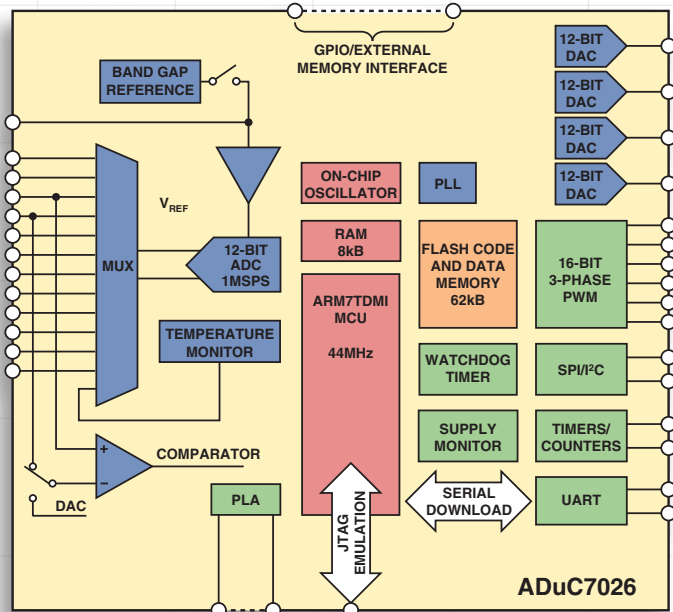 GPIO/EXTERNAL
MEMORY INTERFACE
12-BIT
DAC
12-BIT
DAC
12-BIT
DAC
12-BIT
DAC
BAND GAP
REFERENCE
VREF
MUX
12-BIT
ADC
1MSPS
TEMPERATURE
MONITOR
ON-CHIP
OSCILLATOR
PLL
RAM
8kB
FLASH CODE
AND DATA
MEMORY
62kB
16-BIT
3-PHASE
PWM
ARM7TDMI
MCU
44MHz
WATCHDOG
TIMER
SPI/I²C
SUPPLY
MONITOR
TIMERS/
COUNTERS
+
−
COMPARATOR
DAC
PLA
JTAG
EMULATION
SERIAL
DOWNLOAD
UART
ADuC7026